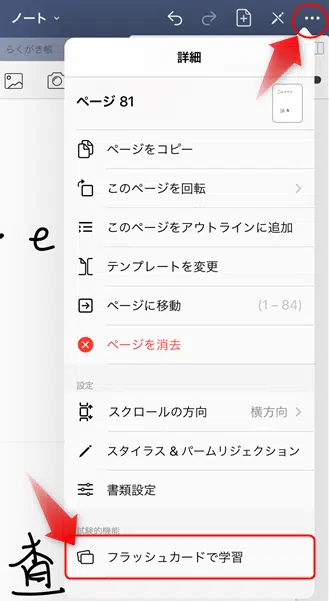 ノート
らくがき帳
詳細
ページ 81
ページをコピー
このページを回転
このページをアウトラインに追加
テンプレートを変更
ページに移動 (1 – 84)
ページを消去
設定
スクロールの方向 横方向
スタイラス & パームリジェクション
書類設定
試験的機能
フラッシュカードで学習
e
査